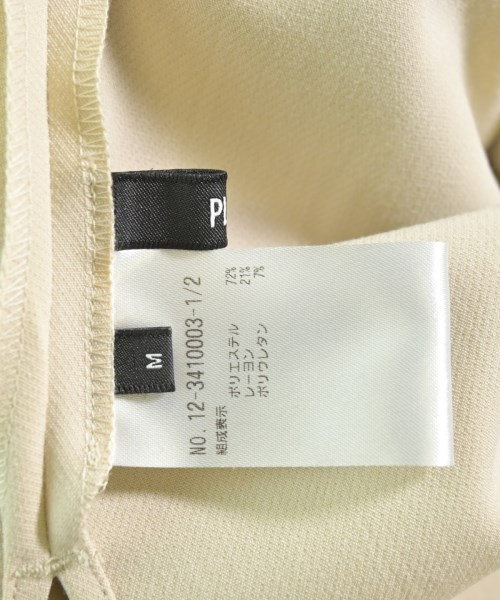 PL
M
NO. 12-3410003-1/2
組成表示
ポリエステル 72%
レーヨン 21%
ポリウレタン 7%